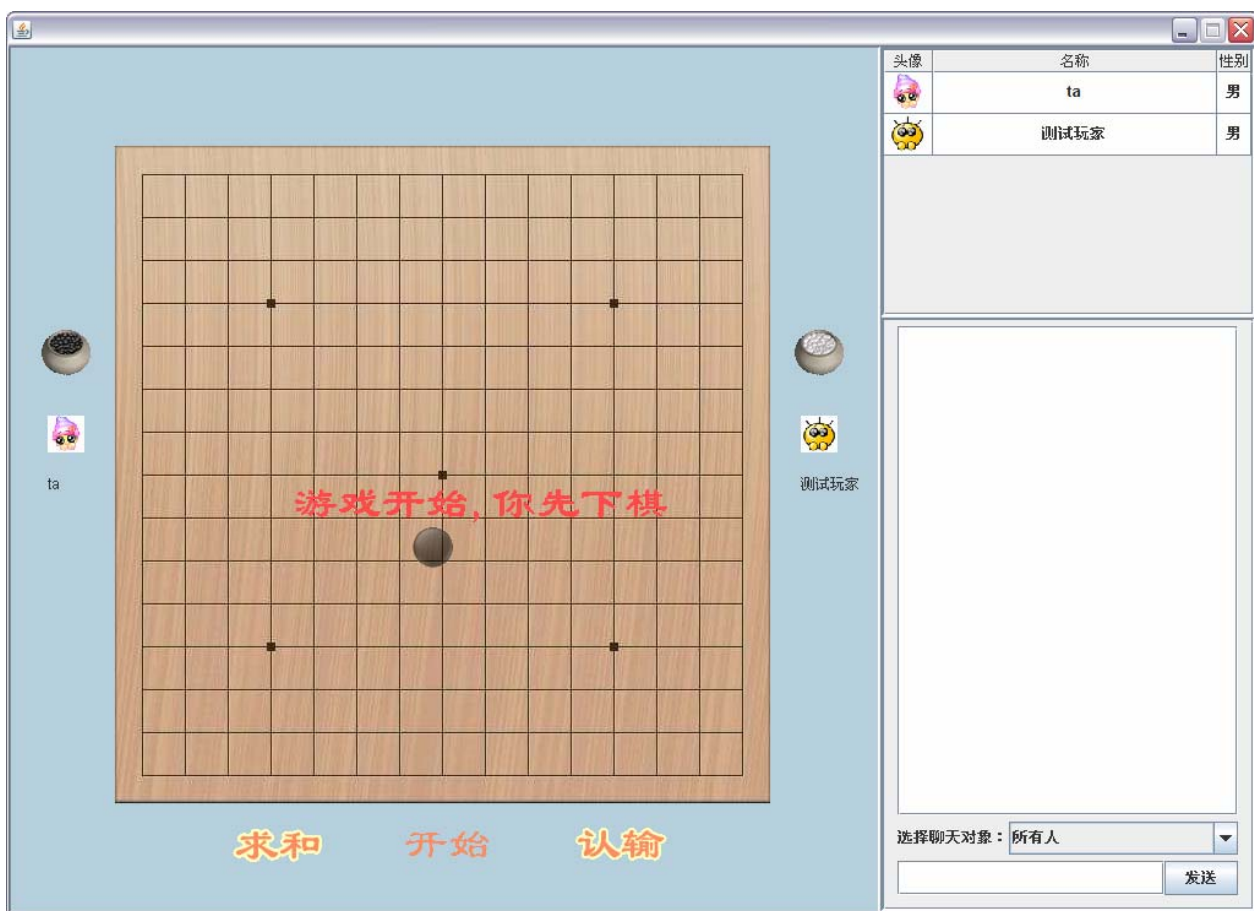 头像 名称 性别
ta 男
测试玩家 男
ta
测试玩家
游戏开始,你先下棋
求和 开始 认输
选择聊天对象：所有人
发送